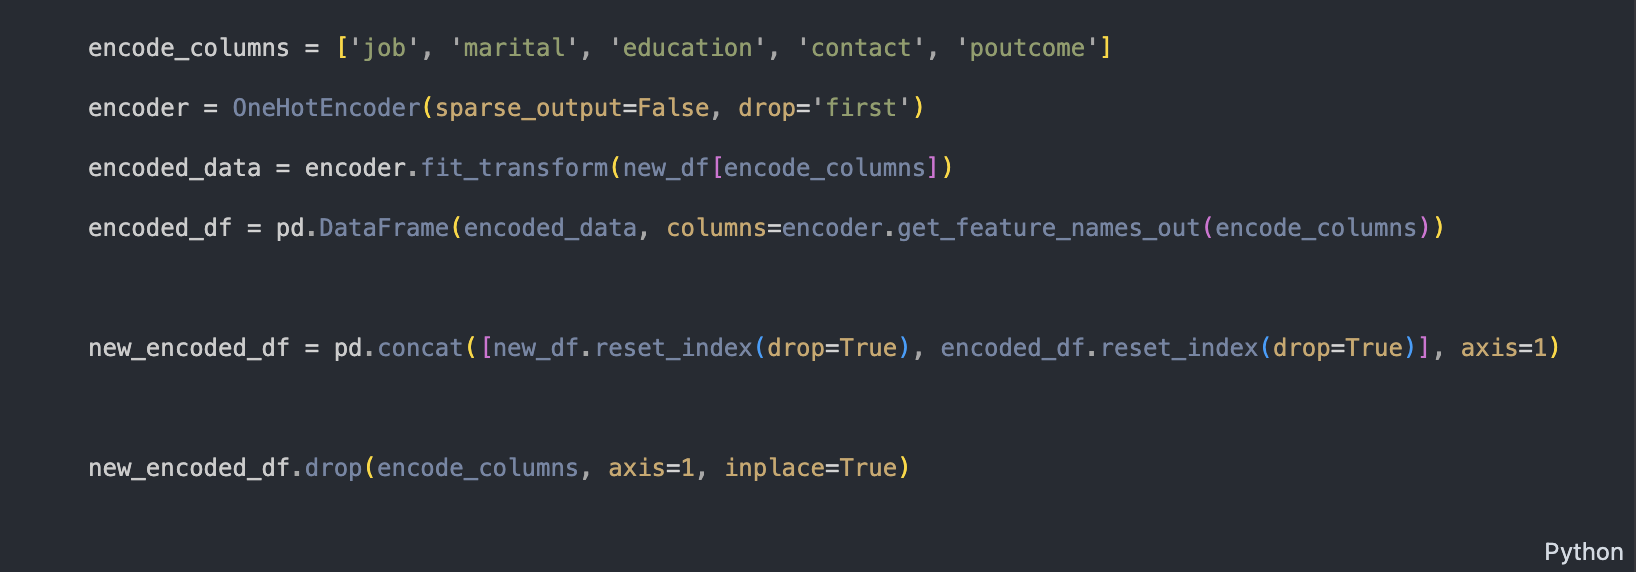 encode_columns = ['job', 'marital', 'education', 'contact', 'poutcome']
encoder = OneHotEncoder(sparse_output=False, drop='first')
encoded_data = encoder.fit_transform(new_df[encode_columns])
encoded_df = pd.DataFrame(encoded_data, columns=encoder.get_feature_names_out(encode_columns))
new_encoded_df = pd.concat([new_df.reset_index(drop=True), encoded_df.reset_index(drop=True)], axis=1)
new_encoded_df.drop(encode_columns, axis=1, inplace=True)
Python